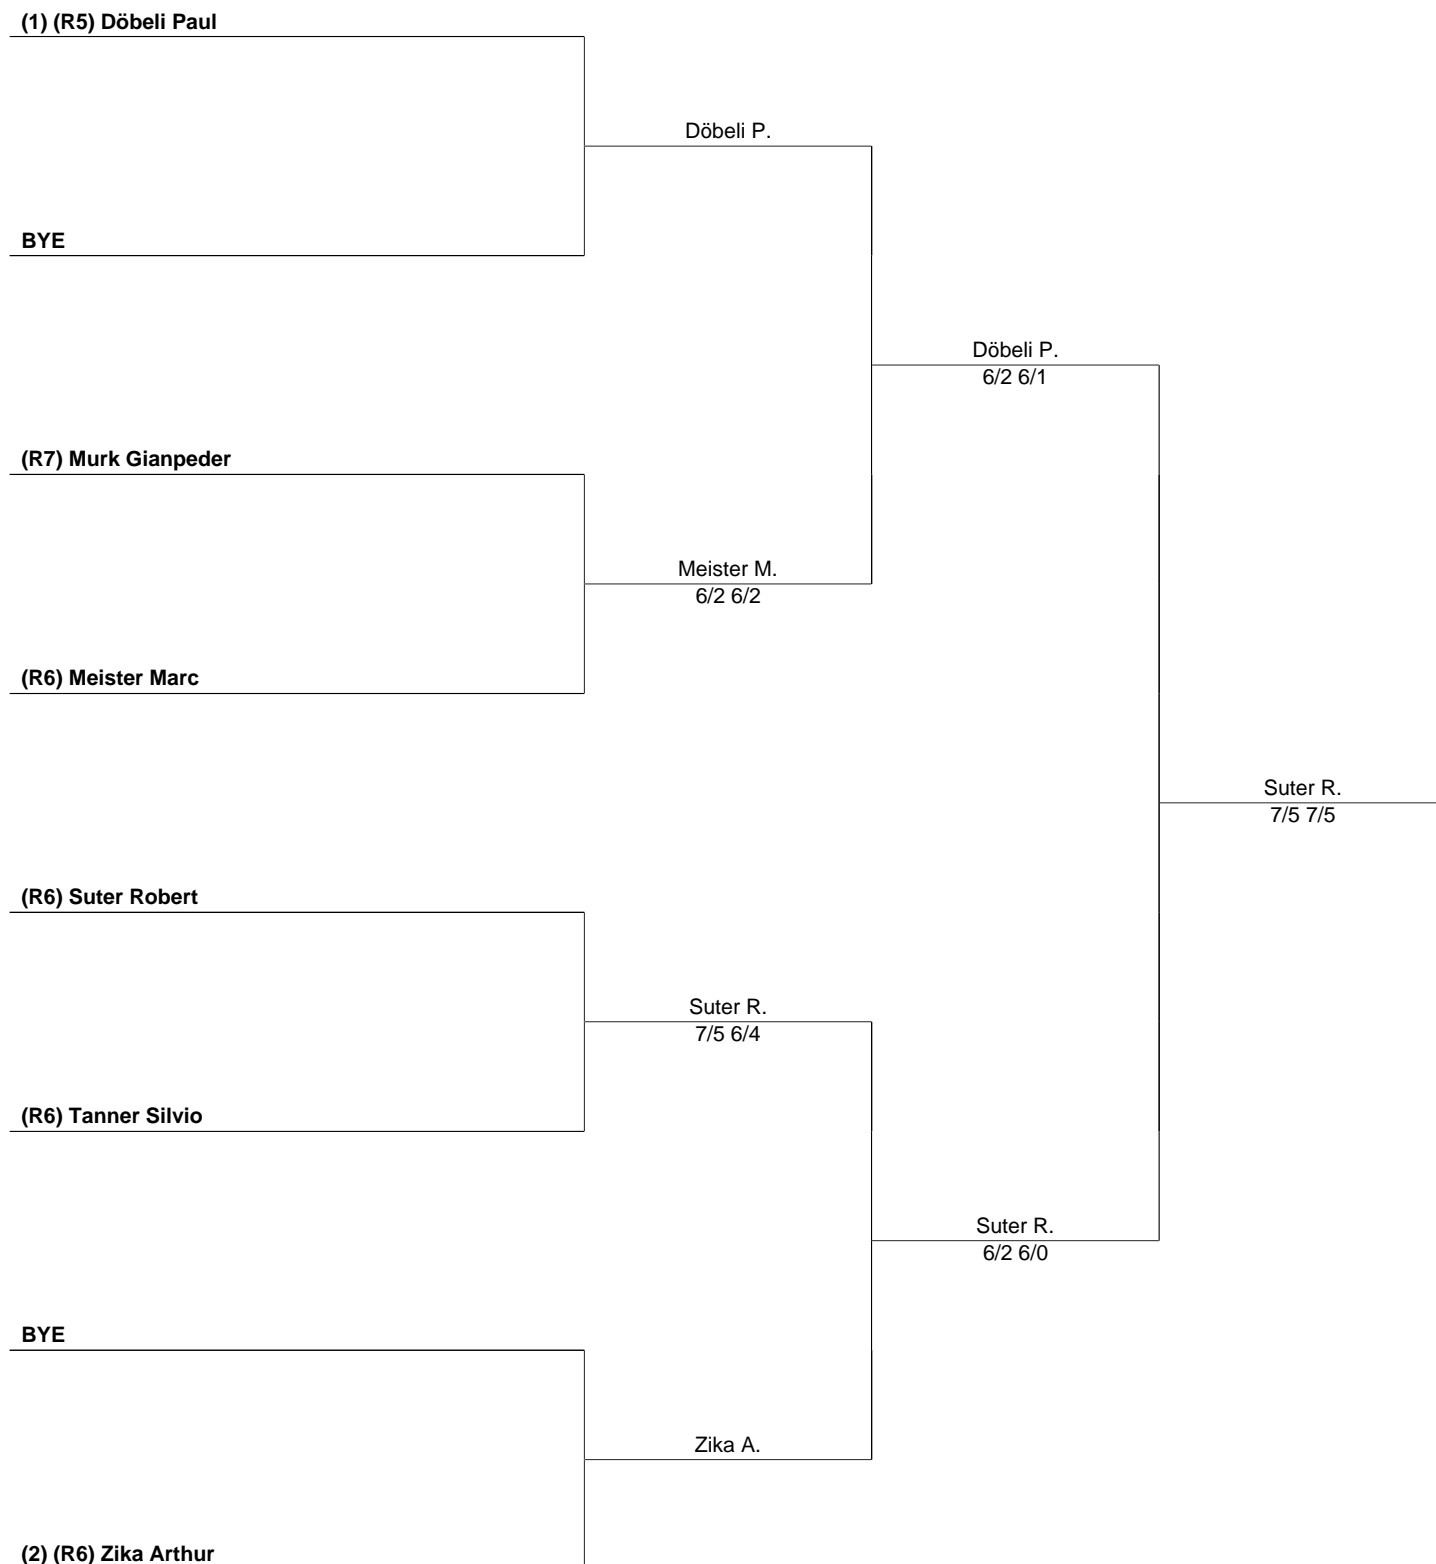 (1) (R5) Döbeli Paul
Döbeli P.
BYE
Döbeli P.
6/2 6/1
(R7) Murk Gianpeder
Meister M.
6/2 6/2
(R6) Meister Marc
Suter R.
7/5 7/5
(R6) Suter Robert
Suter R.
7/5 6/4
(R6) Tanner Silvio
Suter R.
6/2 6/0
BYE
Zika A.
(2) (R6) Zika Arthur